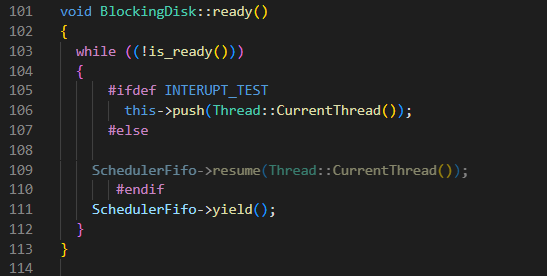 101 void BlockingDisk::ready()
102 {
103 while ((!is_ready()))
104 {
105 #ifdef INTERUPT_TEST
106 this->push(Thread::CurrentThread());
107 #else
108
109 SchedulerFifo->resume(Thread::CurrentThread());
110 #endif
111 SchedulerFifo->yield();
112 }
113 }
114